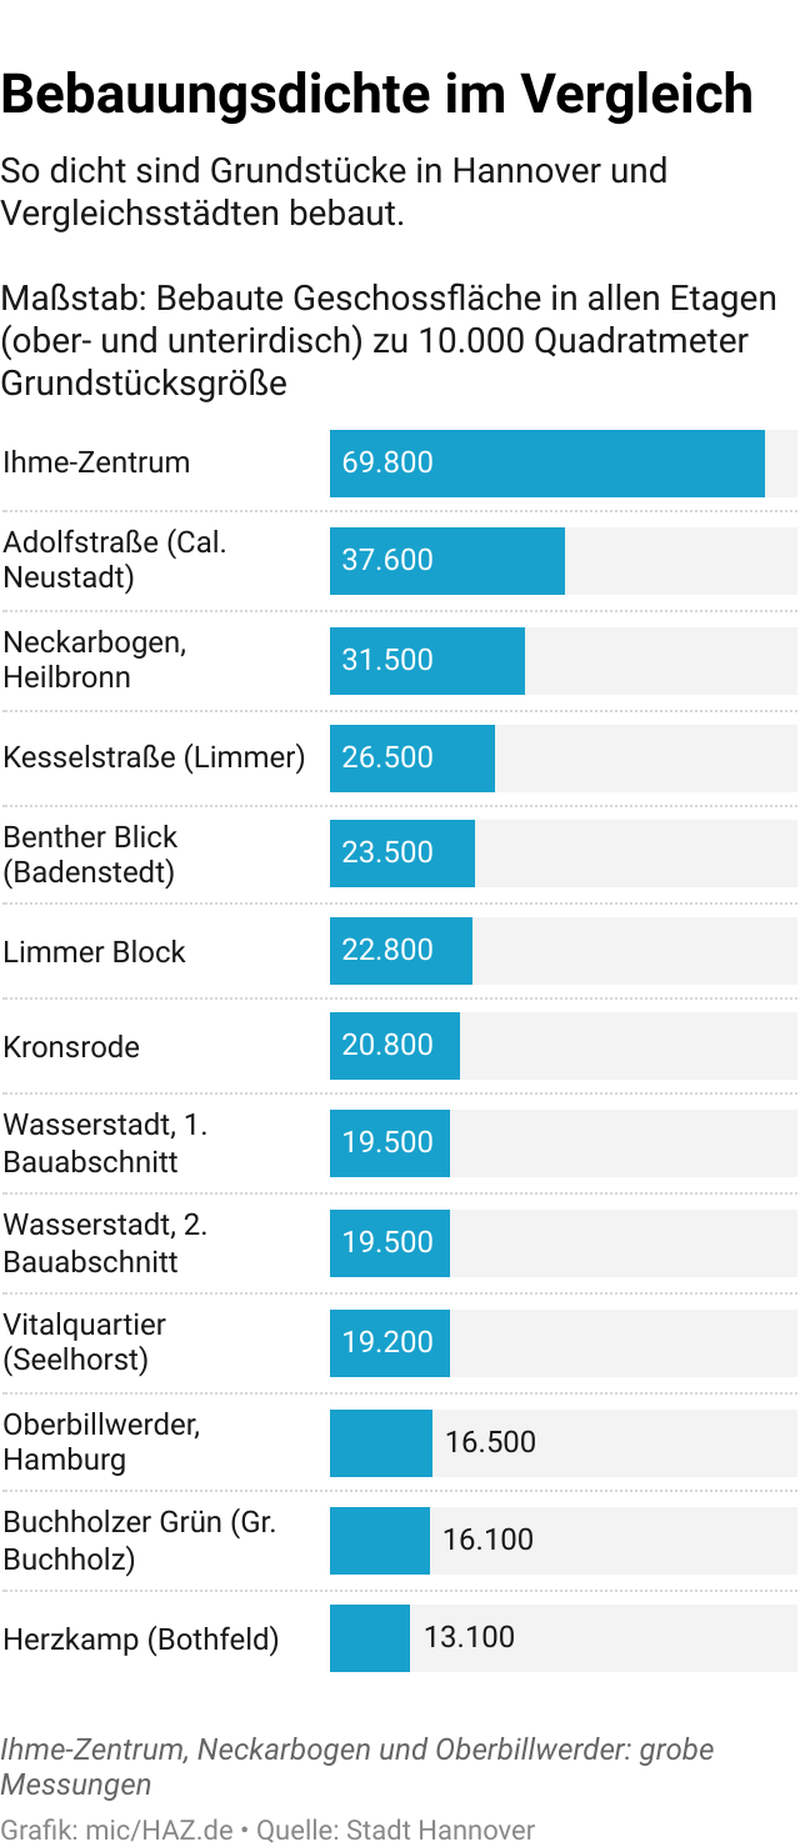 Bebauungsdichte im Vergleich
So dicht sind Grundstücke in Hannover und
Vergleichsstädten bebaut.
Maßstab: Bebaute Geschossfläche in allen Etagen
(ober- und unterirdisch) zu 10.000 Quadratmeter
Grundstücksgröße
Ihme-Zentrum 69.800
Adolfstraße (Cal.
Neustadt) 37.600
Neckarbogen,
Heilbronn 31.500
Kesselstraße (Limmer) 26.500
Benther Blick
(Badenstedt) 23.500
Limmer Block 22.800
Kronsrode 20.800
Wasserstadt, 1.
Bauabschnitt 19.500
Wasserstadt, 2.
Bauabschnitt 19.500
Vitalquartier
(Seelhorst) 19.200
Oberbillwerder,
Hamburg 16.500
Buchholzer Grün (Gr.
Buchholz) 16.100
Herzkamp (Bothfeld) 13.100
Ihme-Zentrum, Neckarbogen und Oberbillwerder: grobe
Messungen
Grafik: mic/HAZ.de • Quelle: Stadt Hannover